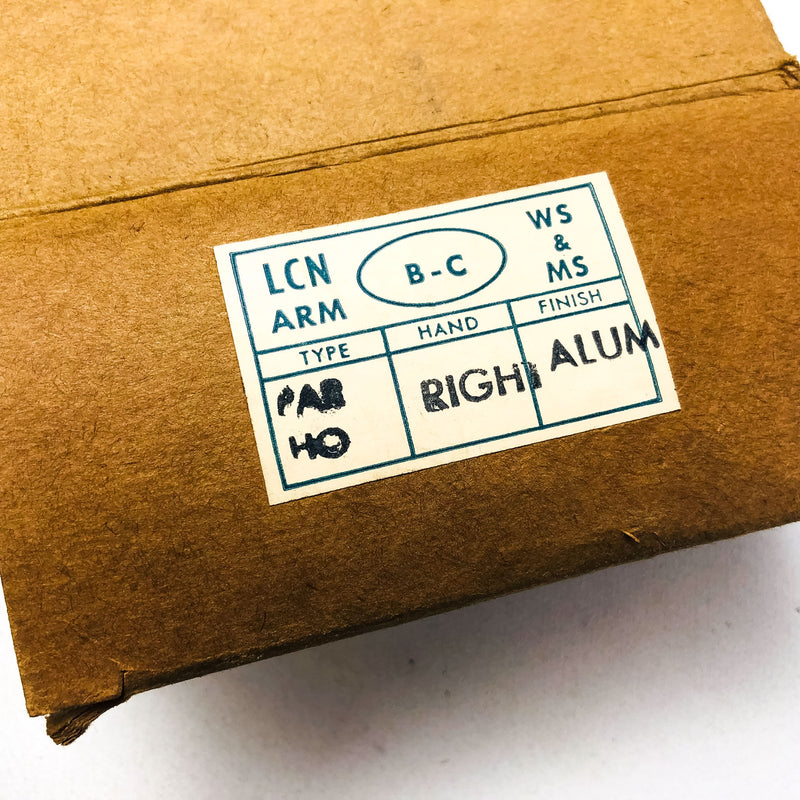 LCN
ARM
B-C
WS
&
MS
TYPE
HAND
FINISH
PAR
HO
RIGHT
ALUM